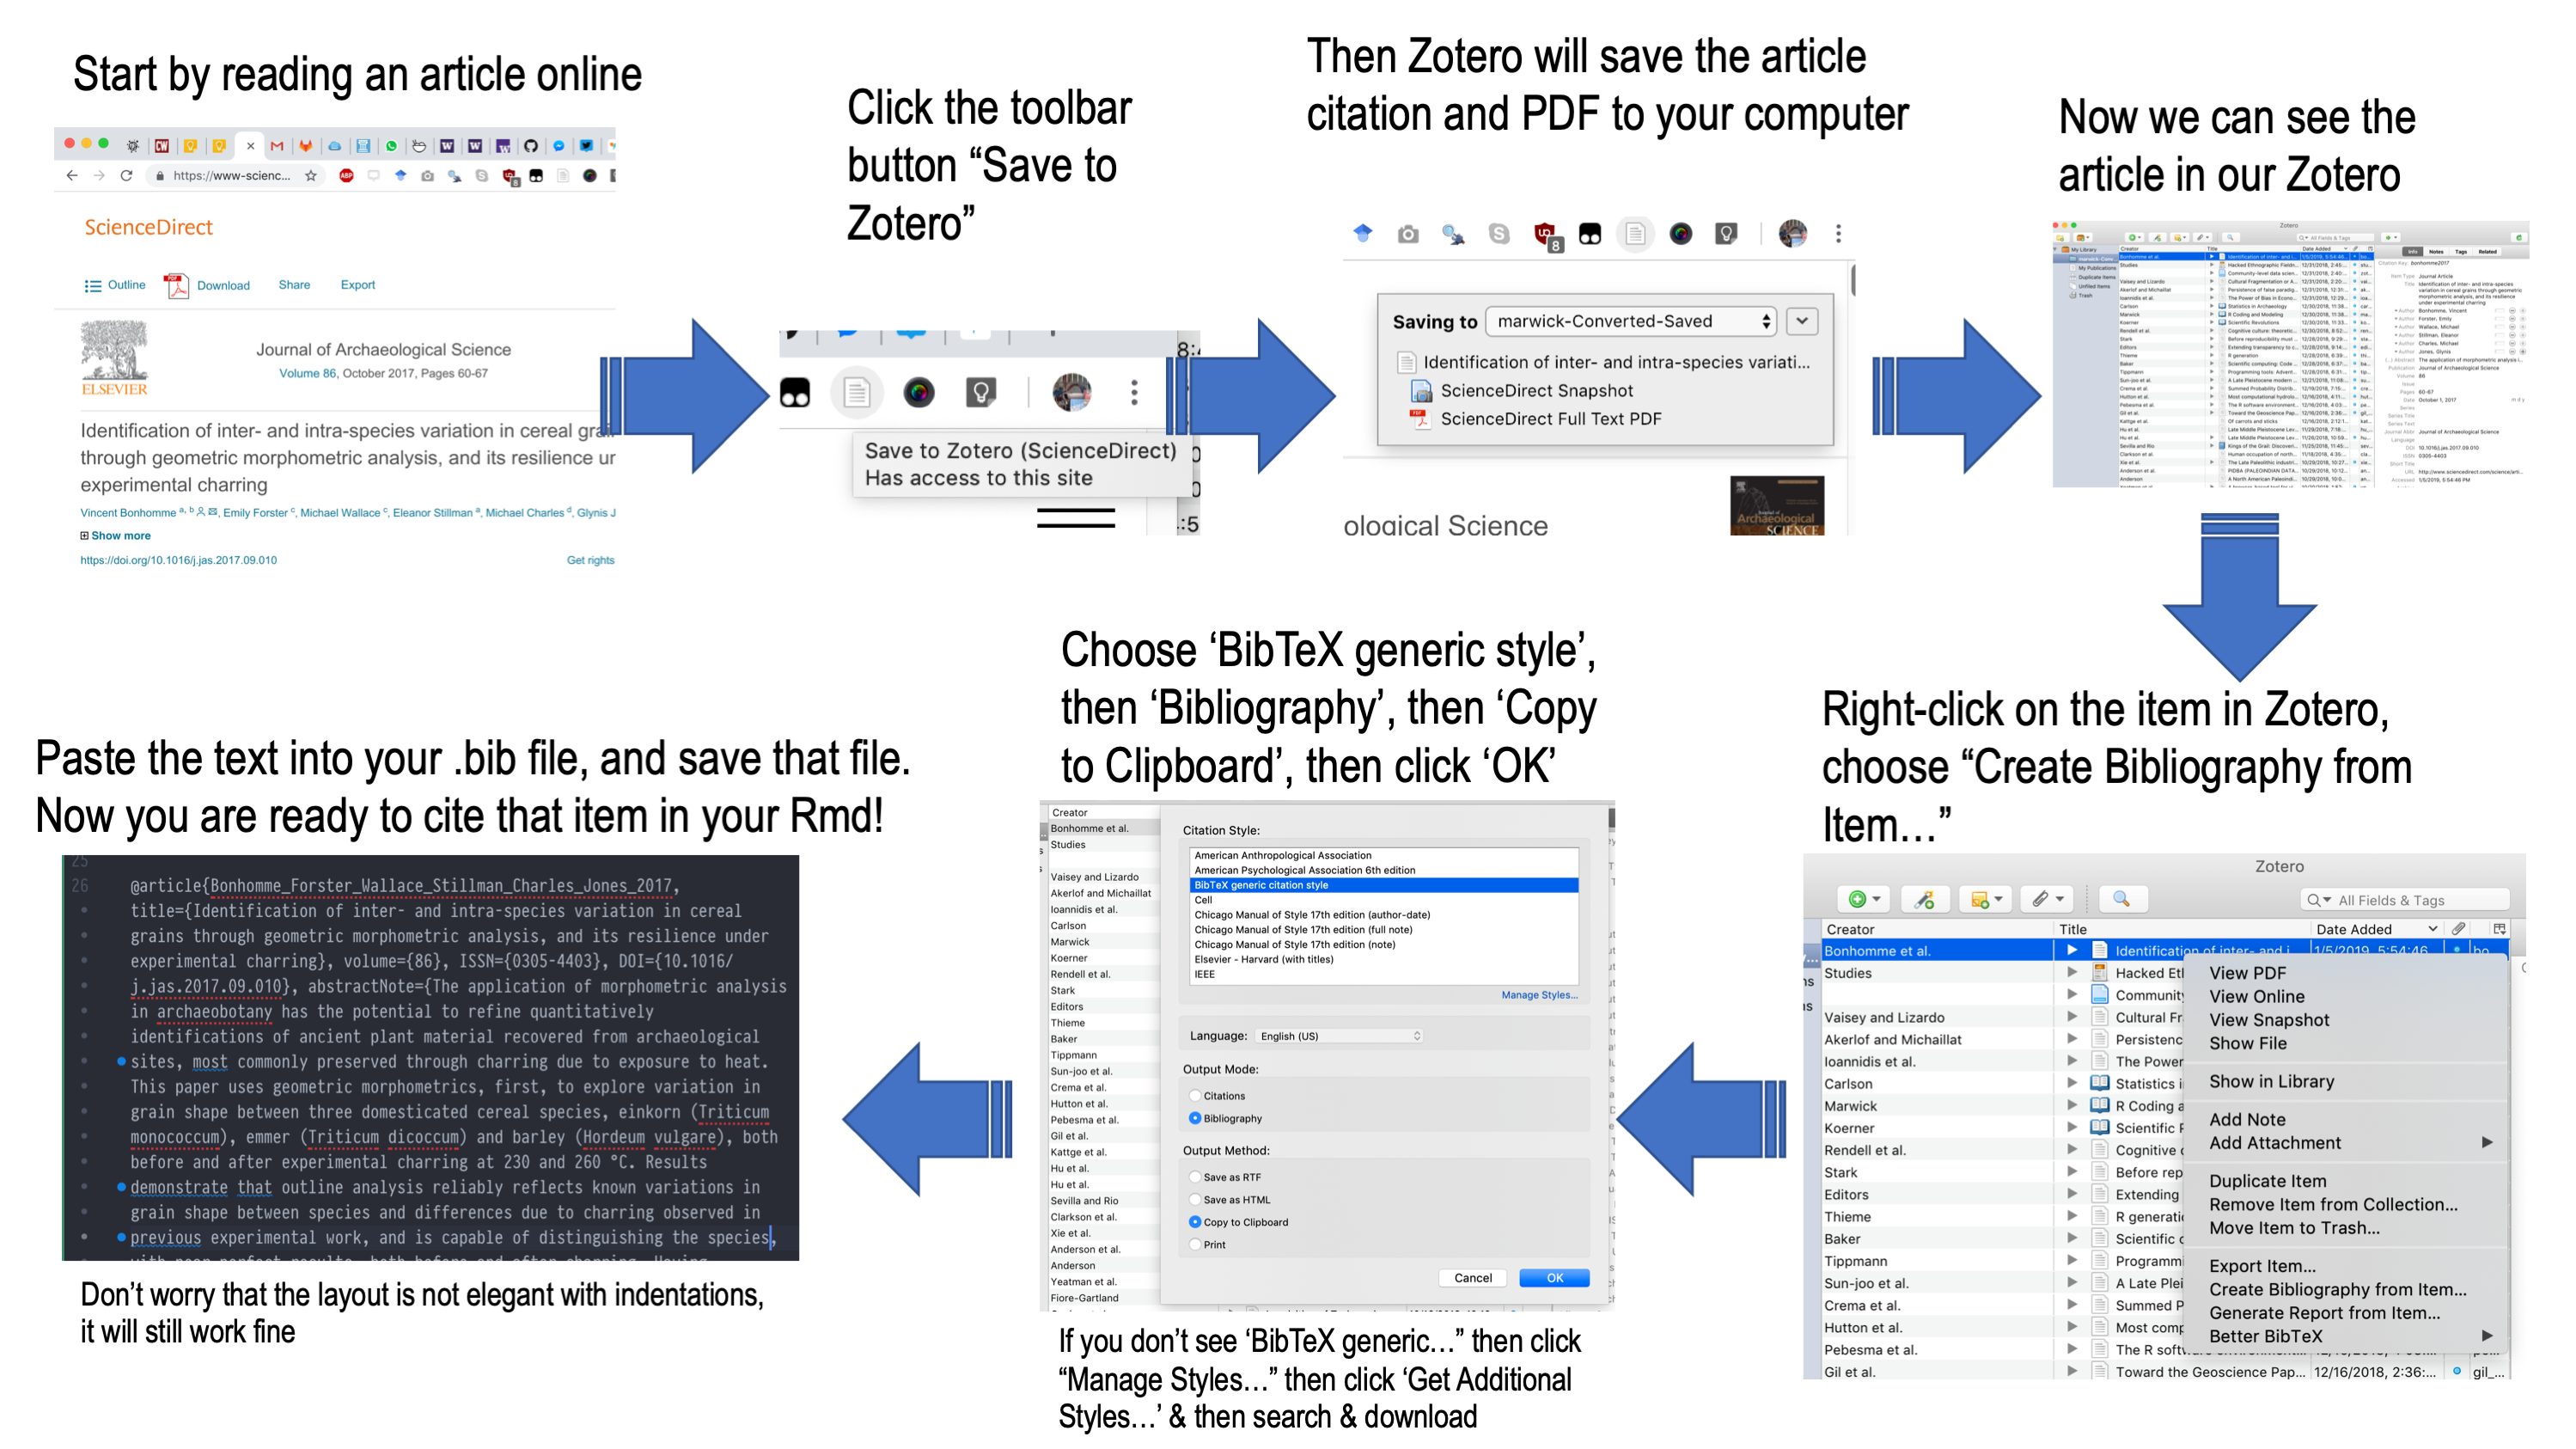 Start by reading an article online
https://www-scienc...
ABP
8
ScienceDirect
Outline
Download
Share
Export
ELSEVIER
Journal of Archaeological Science
Volume 86, October 2017, Pages 60-67
Identification of inter- and intra-species variation in cereal grai
through geometric morphometric analysis, and its resilience ur
experimental charring
Vincent Bonhomme a, b, Emily Forster c, Michael Wallace c, Eleanor Stillman a, Michael Charles d, Glynis J
Show more
https://doi.org/10.1016/j.jas.2017.09.010
Get rights
Click the toolbar
button “Save to
Zotero”
Save to Zotero (ScienceDirect)
Has access to this site
Then Zotero will save the article
citation and PDF to your computer
8
Saving to
marwick-Converted-Saved
Identification of inter- and intra-species variati...
ScienceDirect Snapshot
ScienceDirect Full Text PDF
ological Science
Archaeological
SCIENCE
Now we can see the
article in our Zotero
Zotero
My Library
My Publications
Duplicate Items
Unfiled Items
Trash
Creator
Title
Date Added
Info
Notes
Tags
Related
Right-click on the item in Zotero,
choose “Create Bibliography from
Item…”
Zotero
All Fields & Tags
Creator
Title
Date Added
Bonhomme et al.
Identification of inter- and i
1/5/2019, 5:54:46
bo
Studies
Hacked Et
Community
Vaisey and Lizardo
Cultural Fr
Akerlof and Michaillat
Persistenc
Ioannidis et al.
The Power
Carlson
Statistics i
Marwick
R Coding a
Koerner
Scientific F
Rendell et al.
Cognitive c
Stark
Before rep
Editors
Extending
Thieme
R generati
Baker
Scientific c
Tippmann
Programmi
Sun-joo et al.
A Late Plei
Crema et al.
Summed P
Hutton et al.
Most comp
Pebesma et al.
The R softw
Gil et al.
Toward the Geoscience Pap...
12/16/2018, 2:36:...
gil_...
View PDF
View Online
View Snapshot
Show File
Show in Library
Add Note
Add Attachment
Duplicate Item
Remove Item from Collection...
Move Item to Trash...
Export Item...
Create Bibliography from Item...
Generate Report from Item...
Better BibTeX
Choose ‘BibTeX generic style’,
then ‘Bibliography’, then ‘Copy
to Clipboard’, then click ‘OK’
Creator
Bonhomme et al.
Studies
Vaisey and Lizardo
Akerlof and Michaillat
Ioannidis et al.
Carlson
Marwick
Koerner
Rendell et al.
Stark
Editors
Thieme
Baker
Tippmann
Sun-joo et al.
Crema et al.
Hutton et al.
Pebesma et al.
Gil et al.
Kattge et al.
Hu et al.
Hu et al.
Sevilla and Rio
Clarkson et al.
Xie et al.
Anderson et al.
Anderson
Yeatman et al.
Fiore-Gartland
Citation Style:
American Anthropological Association
American Psychological Association 6th edition
BibTeX generic citation style
Cell
Chicago Manual of Style 17th edition (author-date)
Chicago Manual of Style 17th edition (full note)
Chicago Manual of Style 17th edition (note)
Elsevier - Harvard (with titles)
IEEE
Manage Styles...
Language: English (US)
Output Mode:
Citations
Bibliography
Output Method:
Save as RTF
Save as HTML
Copy to Clipboard
Print
Cancel
OK
If you don’t see ‘BibTeX generic…” then click
“Manage Styles…” then click ‘Get Additional
Styles…’ & then search & download
Paste the text into your .bib file, and save that file.
Now you are ready to cite that item in your Rmd!
25
26 @article{Bonhomme_Forster_Wallace_Stillman_Charles_Jones_2017,
title={Identification of inter- and intra-species variation in cereal
grains through geometric morphometric analysis, and its resilience under
experimental charring}, volume={86}, ISSN={0305-4403}, DOI={10.1016/
j.jas.2017.09.010}, abstractNote={The application of morphometric analysis
in archaeobotany has the potential to refine quantitatively
identifications of ancient plant material recovered from archaeological
sites, most commonly preserved through charring due to exposure to heat.
This paper uses geometric morphometrics, first, to explore variation in
grain shape between three domesticated cereal species, einkorn (Triticum
monococcum), emmer (Triticum dicoccum) and barley (Hordeum vulgare), both
before and after experimental charring at 230 and 260 °C. Results
demonstrate that outline analysis reliably reflects known variations in
grain shape between species and differences due to charring observed in
previous experimental work, and is capable of distinguishing the species,
Don’t worry that the layout is not elegant with indentations,
it will still work fine